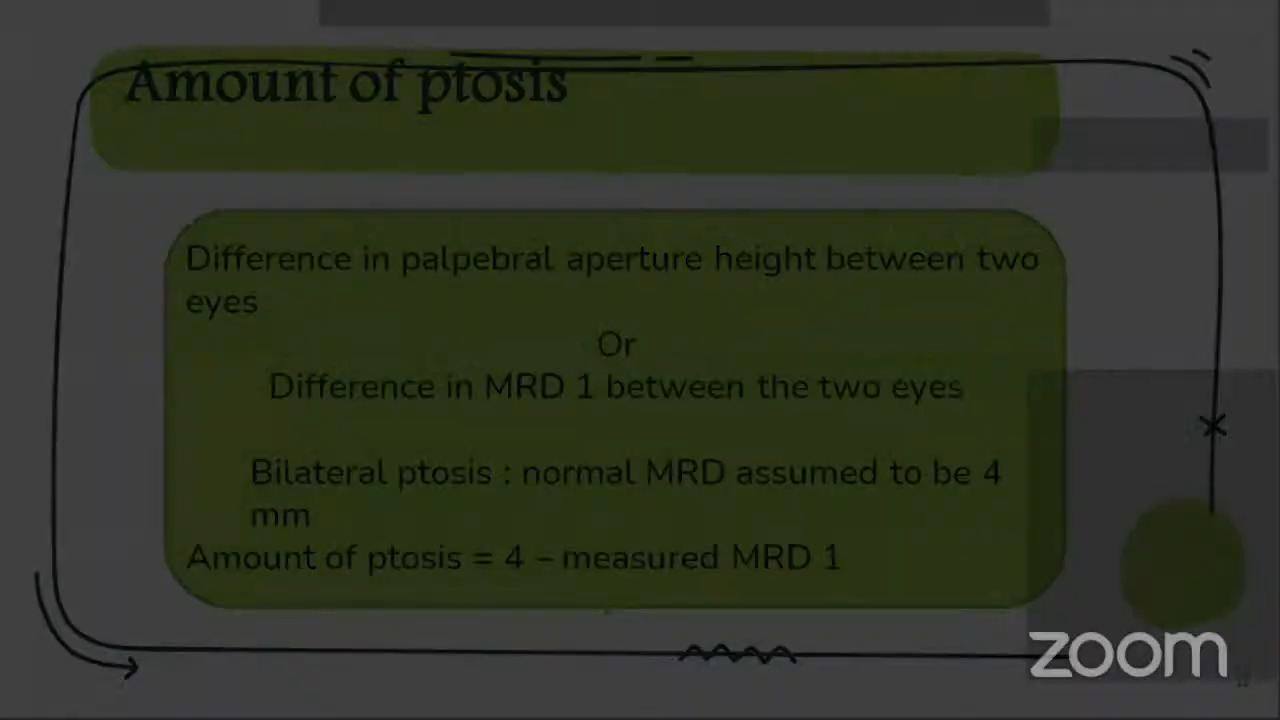 Amount of ptosis
Difference in palpebral aperture height between two
eyes
Or
Difference in MRD 1 between the two eyes
Bilateral ptosis : normal MRD assumed to be 4
mm
Amount of ptosis = 4 – measured MRD 1
zoom